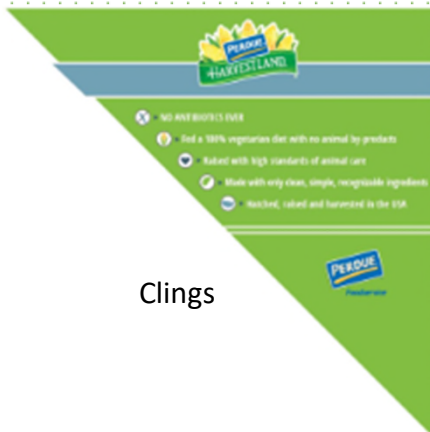 PERDUE
HARVESTLAND
NO ANTIBIOTICS EVER
Fed a 100% vegetarian diet with no animal by-products
Raised with high standards of animal care
Made with only clean, simple, recognizable ingredients
Hatched, raised and harvested in the USA
PERDUE
Foodservice
Clings